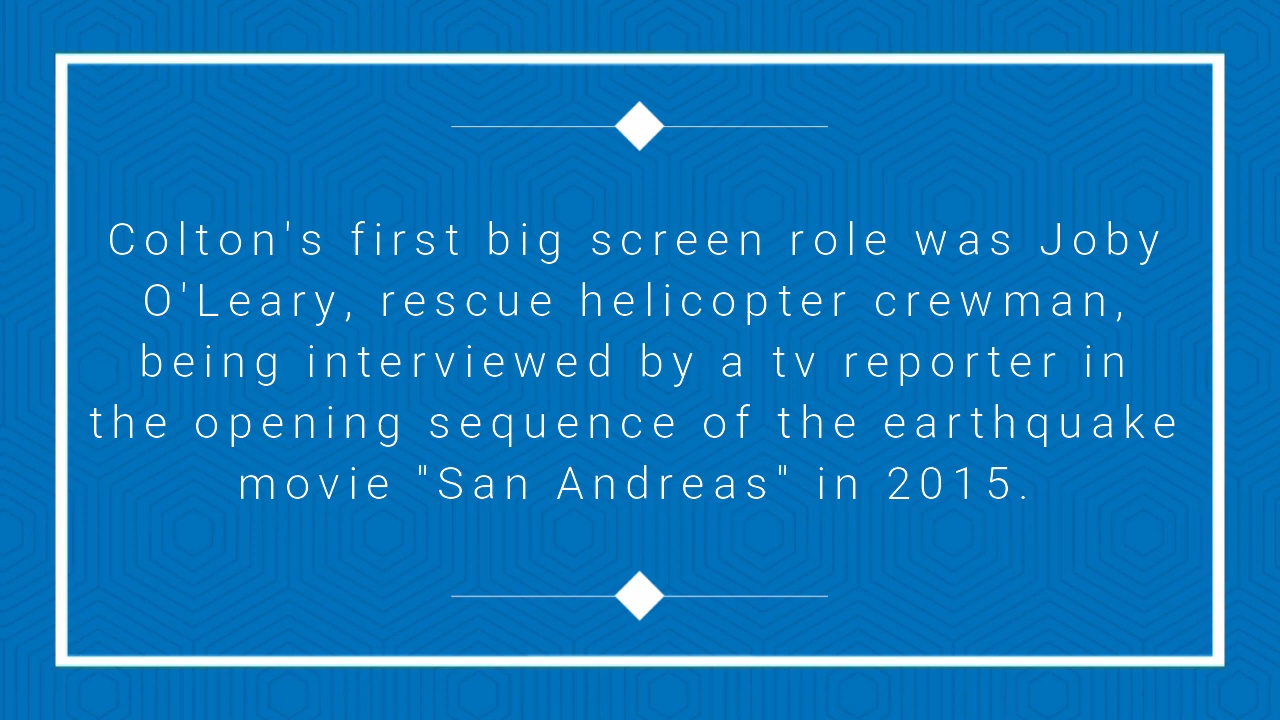 Colton's first big screen role was Joby
O'Leary, rescue helicopter crewman,
being interviewed by a tv reporter in
the opening sequence of the earthquake
movie "San Andreas" in 2015.